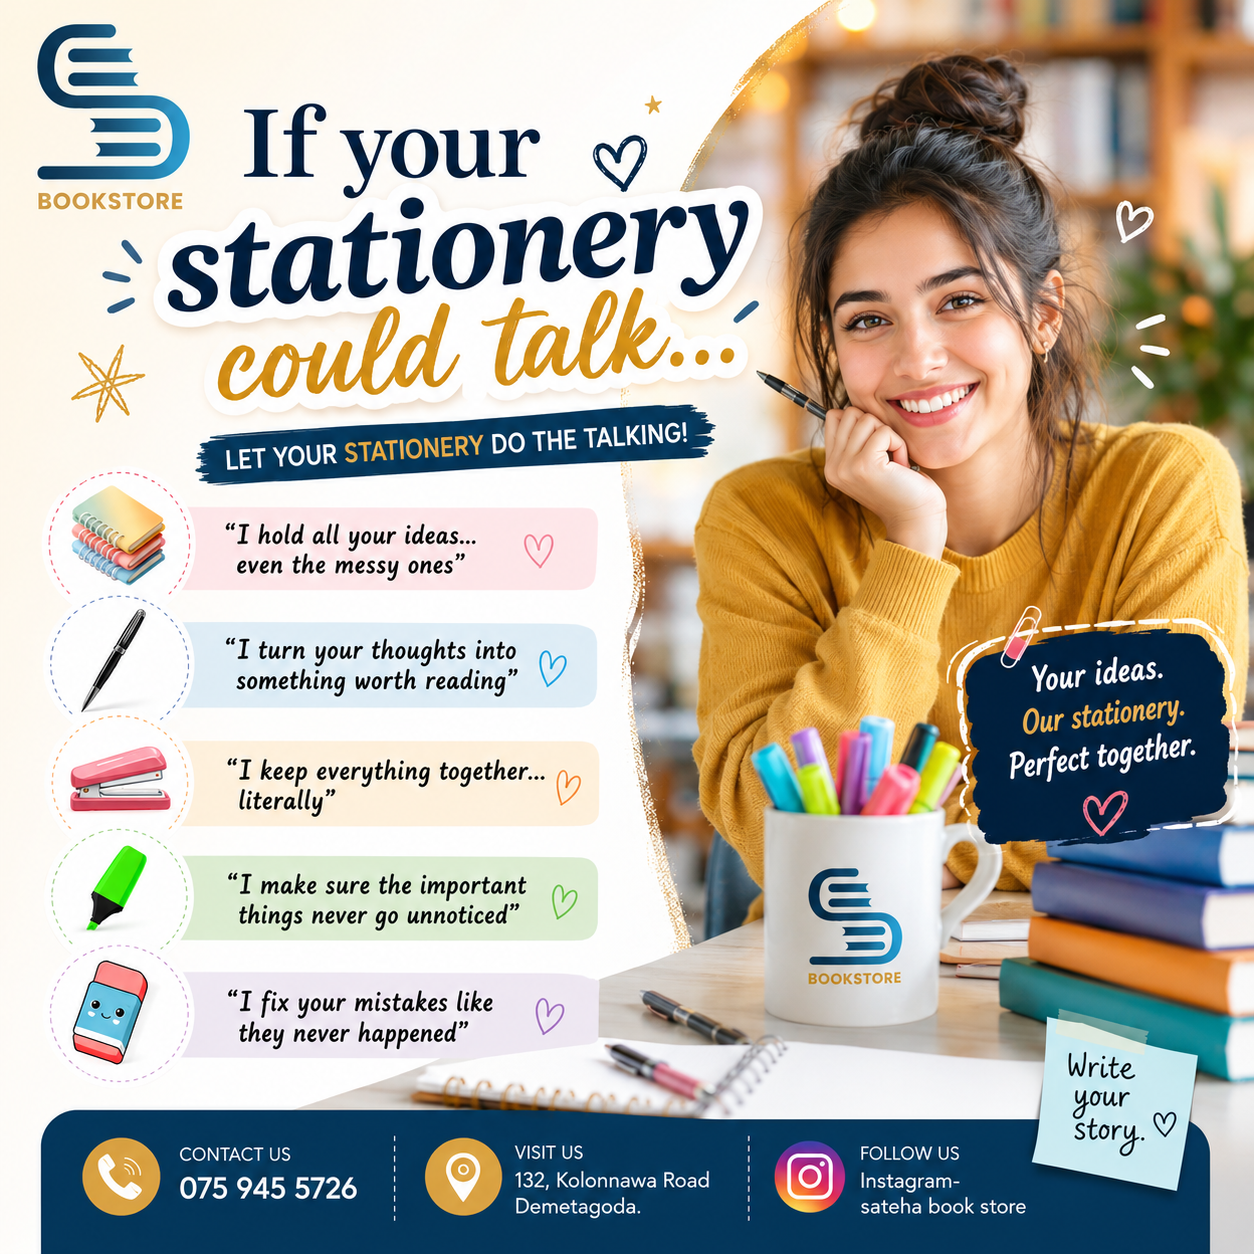 BOOKSTORE
If your
stationery
could talk...
LET YOUR STATIONERY DO THE TALKING!
“I hold all your ideas...
even the messy ones”
“I turn your thoughts into
something worth reading”
“I keep everything together...
literally”
“I make sure the important
things never go unnoticed”
“I fix your mistakes like
they never happened”
Your ideas.
Our stationery.
Perfect together.
BOOKSTORE
Write
your
story.
CONTACT US
075 945 5726
VISIT US
132, Kolonnawa Road
Demetagoda.
FOLLOW US
Instagram-
sateha book store